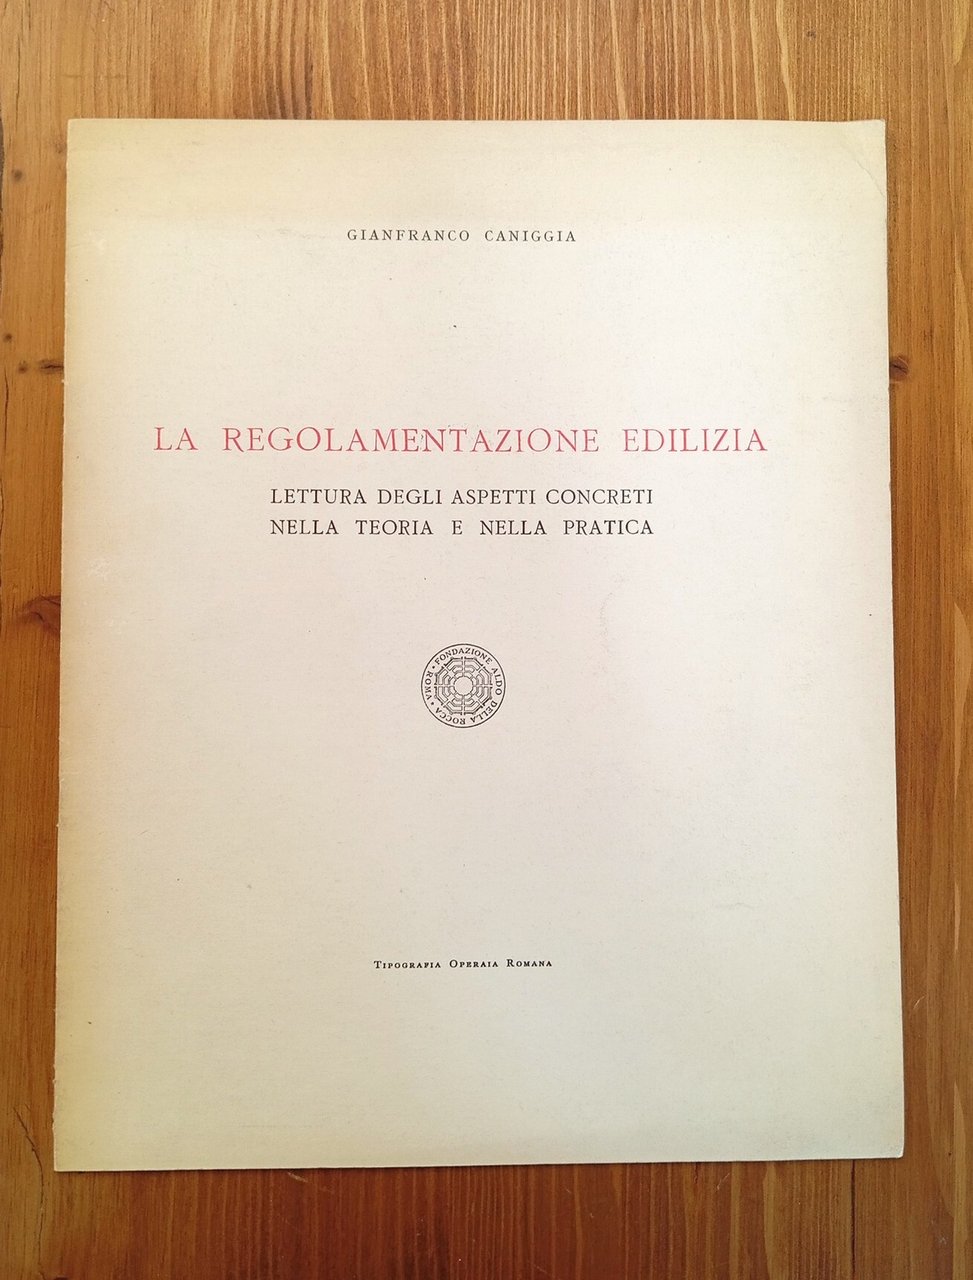 GIANFRANCO CANIGGIA
LA REGOLAMENTAZIONE EDILIZIA
LETTURA DEGLI ASPETTI CONCRETI
NELLA TEORIA E NELLA PRATICA
FONDAZIONE ALDO DELLA ROCCA • ROMA •
TIPOGRAFIA OPERAIA ROMANA